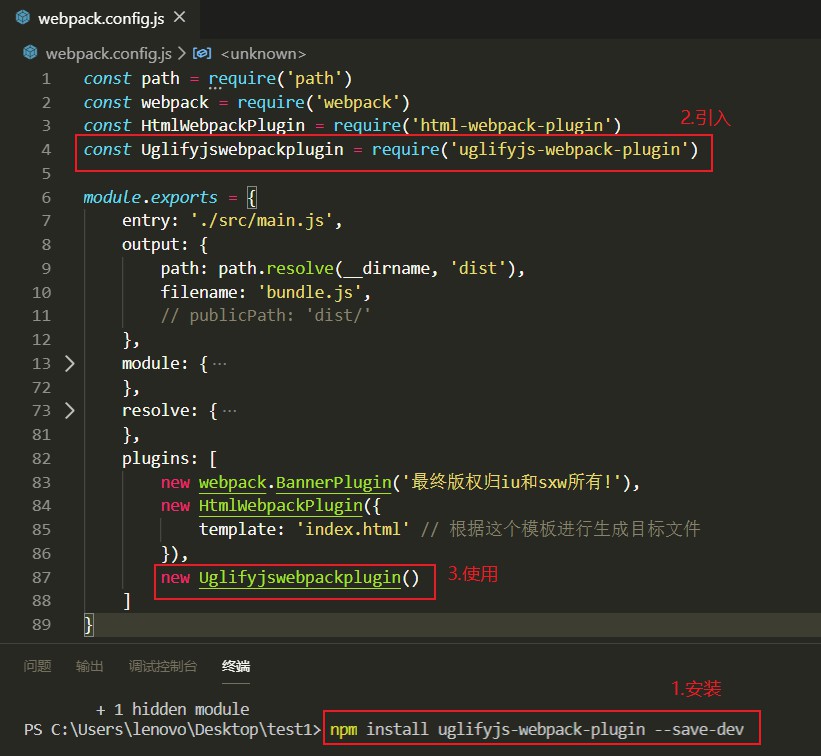 webpack.config.js ×
webpack.config.js > <unknown>
1 const path = require('path')
2 const webpack = require('webpack')
3 const HtmlWebpackPlugin = require('html-webpack-plugin')
2.引入
4 const Uglifyjswebpackplugin = require('uglifyjs-webpack-plugin')
5
6 module.exports = {
7 entry: './src/main.js',
8 output: {
9 path: path.resolve(__dirname, 'dist'),
10 filename: 'bundle.js',
11 // publicPath: 'dist/'
12 },
13 module: {···
72 },
73 resolve: {···
81 },
82 plugins: [
83 new webpack.BannerPlugin('最终版权归iu和sxw所有!'),
84 new HtmlWebpackPlugin({
85 template: 'index.html' // 根据这个模板进行生成目标文件
86 }),
87 new Uglifyjswebpackplugin() 3.使用
88 ]
89 }
问题 输出 调试控制台 终端
1.安装
+ 1 hidden module
PS C:\Users\lenovo\Desktop\test1> npm install uglifyjs-webpack-plugin --save-dev